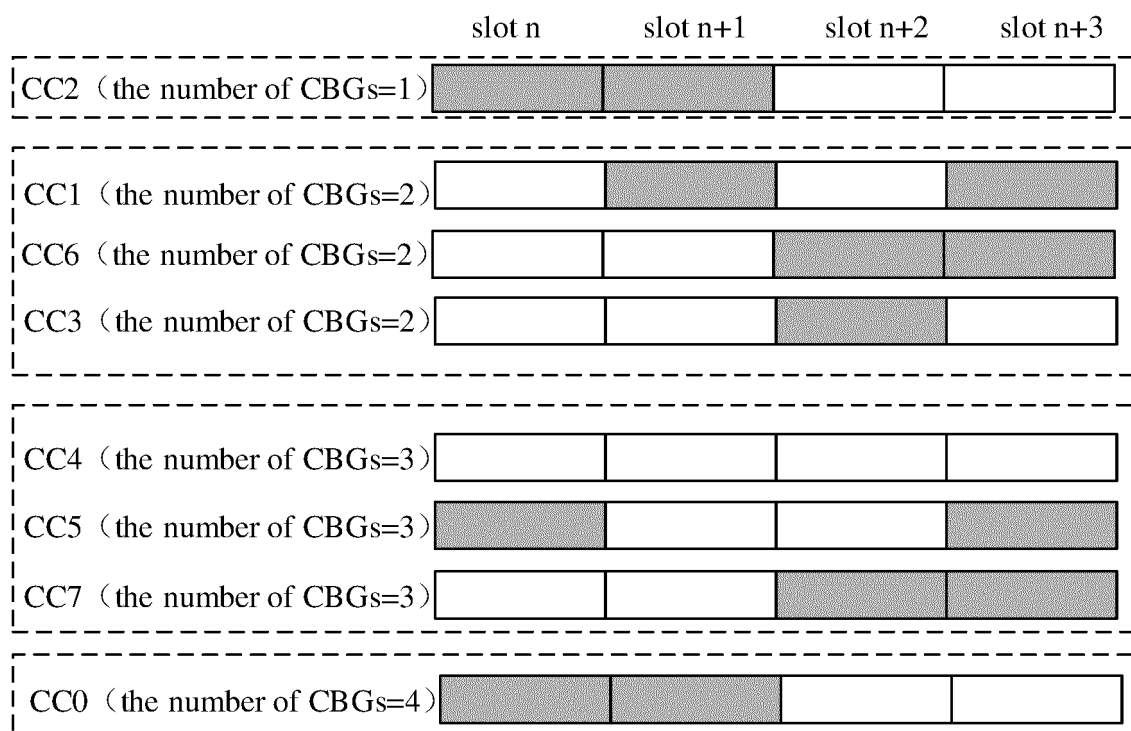 slot n slot n+1 slot n+2 slot n+3
CC2（the number of CBGs=1）
CC1（the number of CBGs=2）
CC6（the number of CBGs=2）
CC3（the number of CBGs=2）
CC4（the number of CBGs=3）
CC5（the number of CBGs=3）
CC7（the number of CBGs=3）
CC0（the number of CBGs=4）